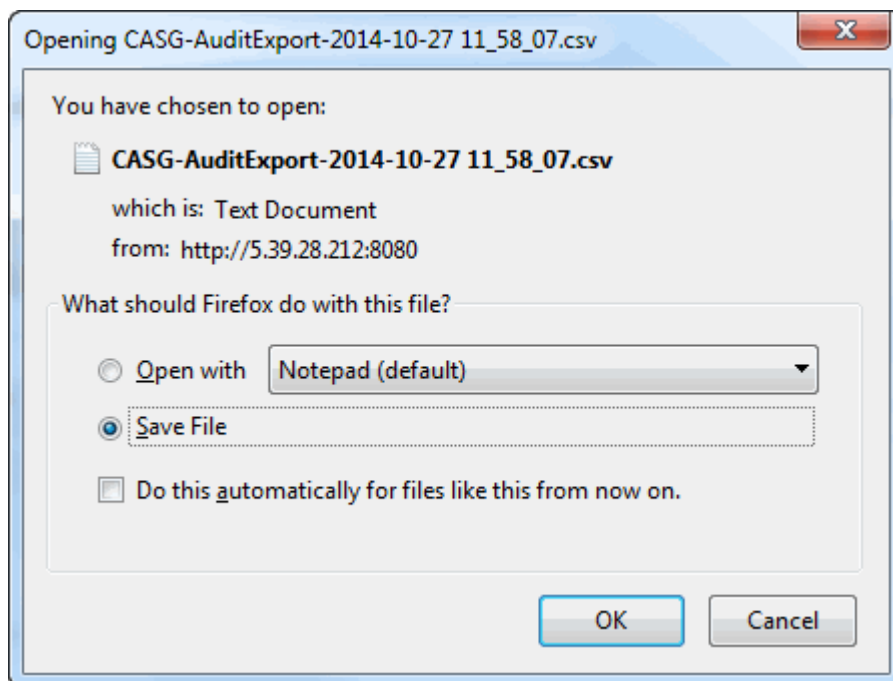 Opening CASG-AuditExport-2014-10-27 11_58_07.csv
You have chosen to open:
CASG-AuditExport-2014-10-27 11_58_07.csv
which is: Text Document
from: http://5.39.28.212:8080
What should Firefox do with this file?
Open with Notepad (default)
Save File
Do this automatically for files like this from now on.
OK Cancel